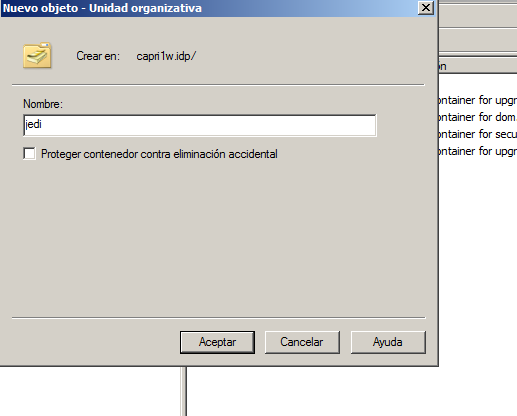 Nuevo objeto - Unidad organizativa
Crear en: capri1w.idp/
Nombre:
jedi
Proteger contenedor contra eliminación accidental
Aceptar Cancelar Ayuda
ón
ontainer for upgr
ontainer for dom
ontainer for secu
ontainer for upgr